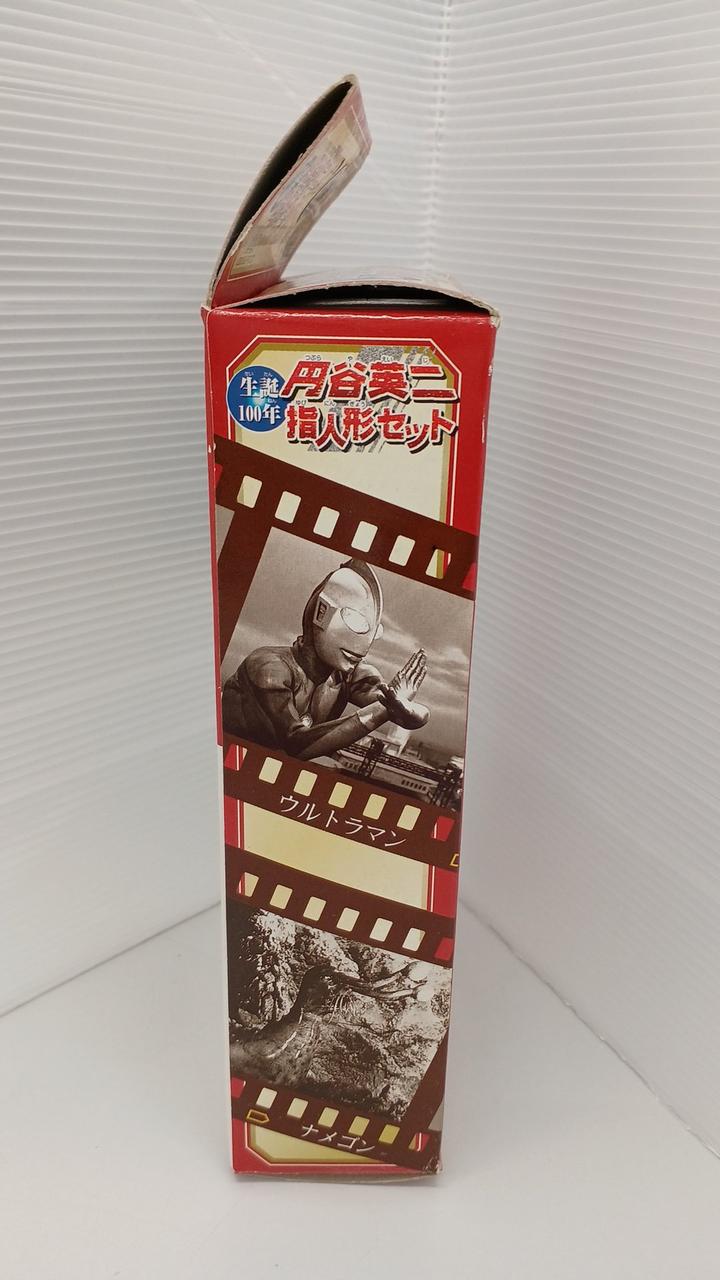 生誕
100年
円谷英二
指人形セット
ウルトラマン
ナメゴン